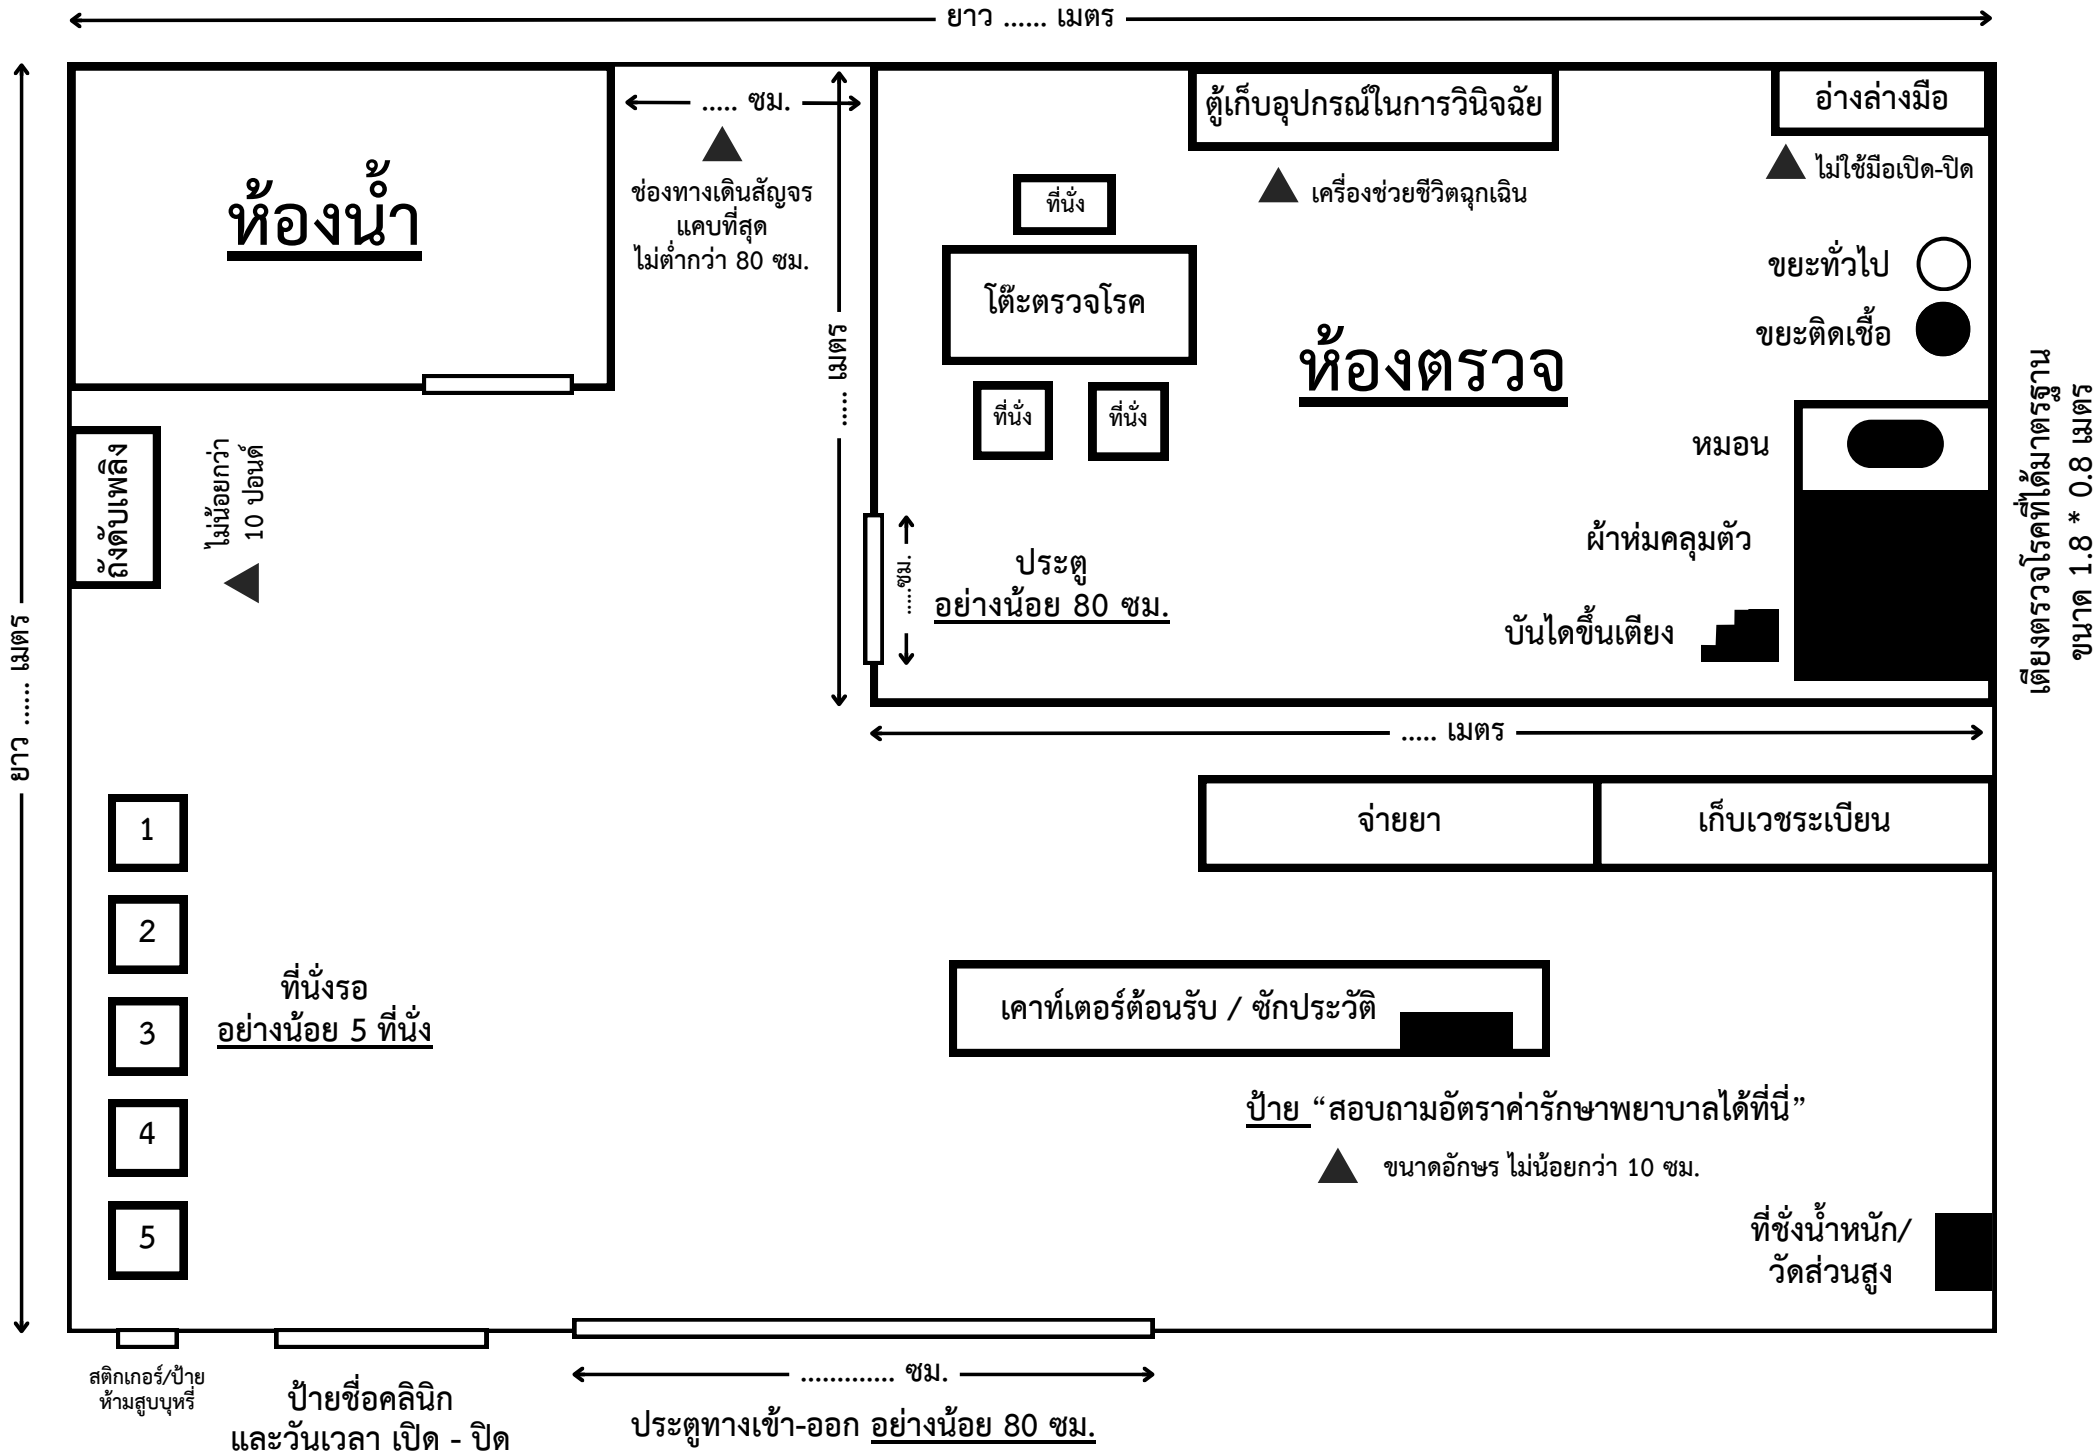 ยาว ...... เมตร
ยาว ...... เมตร
ห้องน้ำ
..... ซม.
ช่องทางเดินสัญจร
แคบที่สุด
ไม่ต่ำกว่า 80 ซม.
..... เมตร
ตู้เก็บอุปกรณ์ในการวินิจฉัย
เครื่องช่วยชีวิตฉุกเฉิน
อ่างล่างมือ
ไม่ใช้มือเปิด-ปิด
ที่นั่ง
โต๊ะตรวจโรค
ที่นั่ง
ที่นั่ง
ห้องตรวจ
ขยะทั่วไป
ขยะติดเชื้อ
หมอน
ผ้าห่มคลุมตัว
บันไดขึ้นเตียง
เตียงตรวจโรคที่ได้มาตรฐาน
ขนาด 1.8 * 0.8 เมตร
ถังดับเพลิง
ไม่น้อยกว่า
10 ปอนด์
.....ซม.
ประตู
อย่างน้อย 80 ซม.
..... เมตร
จ่ายยา
เก็บเวชระเบียน
1
2
3
4
5
ที่นั่งรอ
อย่างน้อย 5 ที่นั่ง
เคาท์เตอร์ต้อนรับ / ซักประวัติ
ป้าย “สอบถามอัตราค่ารักษาพยาบาลได้ที่นี่”
ขนาดอักษร ไม่น้อยกว่า 10 ซม.
ที่ชั่งน้ำหนัก/
วัดส่วนสูง
สติกเกอร์/ป้าย
ห้ามสูบบุหรี่
ป้ายชื่อคลินิก
และวันเวลา เปิด - ปิด
............. ซม.
ประตูทางเข้า-ออก อย่างน้อย 80 ซม.